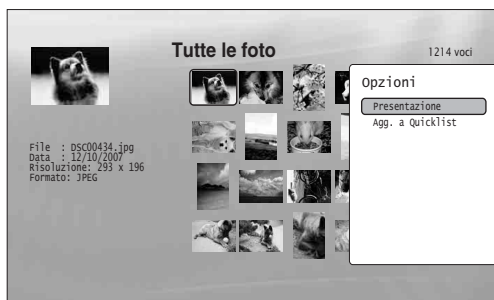 Tutte le foto
1214 voci
Opzioni
Presentazione
Agg. a Quicklist
File : DSC00434.jpg
Data : 12/10/2007
Risoluzione: 293 x 196
Formato: JPEG